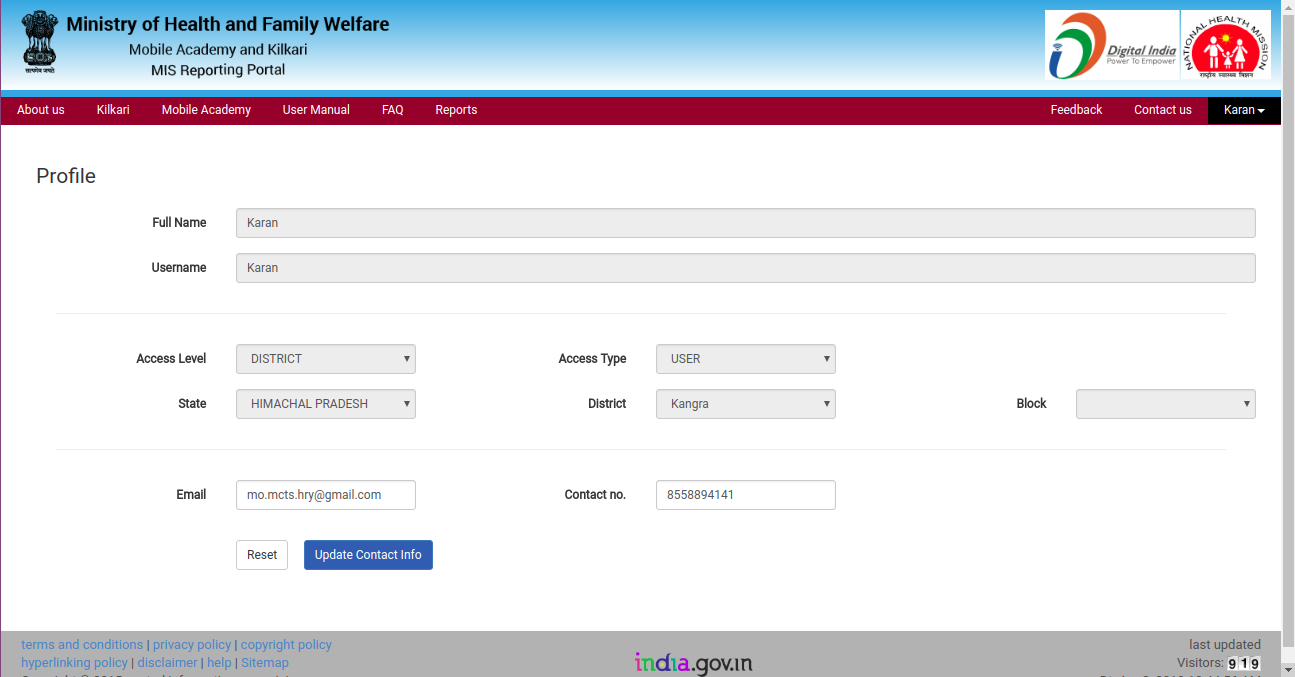 Ministry of Health and Family Welfare
Mobile Academy and Kilkari
MIS Reporting Portal
सत्यमेव जयते
Digital India
Power To Empower
NATIONAL HEALTH MISSION
राष्ट्रीय स्वास्थ्य मिशन
About us Kilkari Mobile Academy User Manual FAQ Reports Feedback Contact us Karan
Profile
Full Name Karan
Username Karan
Access Level DISTRICT Access Type USER
State HIMACHAL PRADESH District Kangra Block
Email mo.mcts.hry@gmail.com Contact no. 8558894141
Reset Update Contact Info
terms and conditions | privacy policy | copyright policy
hyperlinking policy | disclaimer | help | Sitemap
india.gov.in
last updated
Visitors: 919